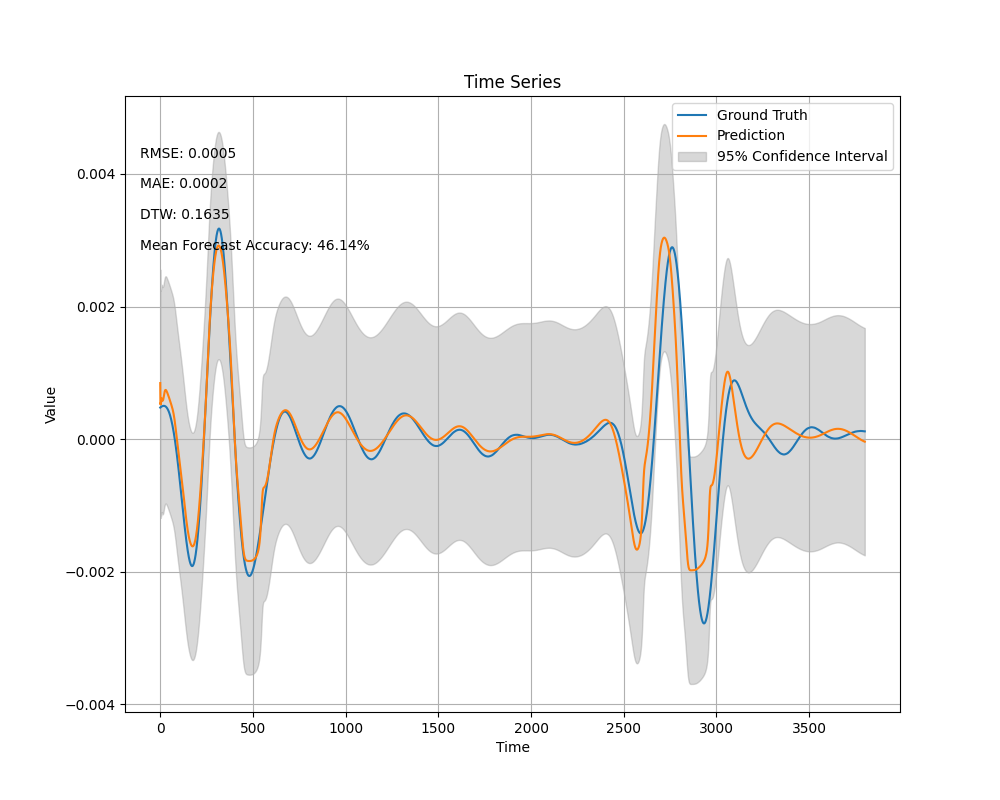 Time Series
Ground Truth
Prediction
95% Confidence Interval
RMSE: 0.0005
MAE: 0.0002
DTW: 0.1635
Mean Forecast Accuracy: 46.14%
0.004
0.002
0.000
−0.002
−0.004
Value
0 500 1000 1500 2000 2500 3000 3500
Time